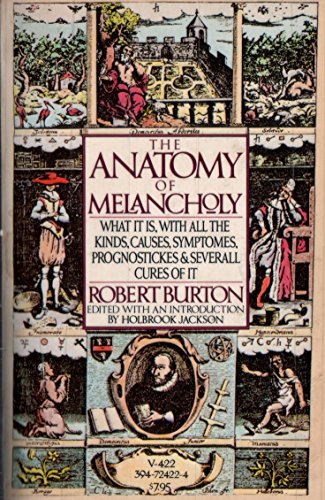 Zelotypia
Democritus Abderites
Solitudo
THE
ANATOMY
OF
MELANCHOLY
WHAT IT IS, WITH ALL THE
KINDS, CAUSES, SYMPTOMES,
PROGNOSTICKES & SEVERALL
CURES OF IT
ROBERT BURTON
EDITED WITH AN INTRODUCTION
BY HOLBROOK JACKSON
Inamorato
Hypocondriacus
Superstitiosus
Democritus Junior
Maniacus
Borago
Helleborus
V-422
394-72422-4
$7.95